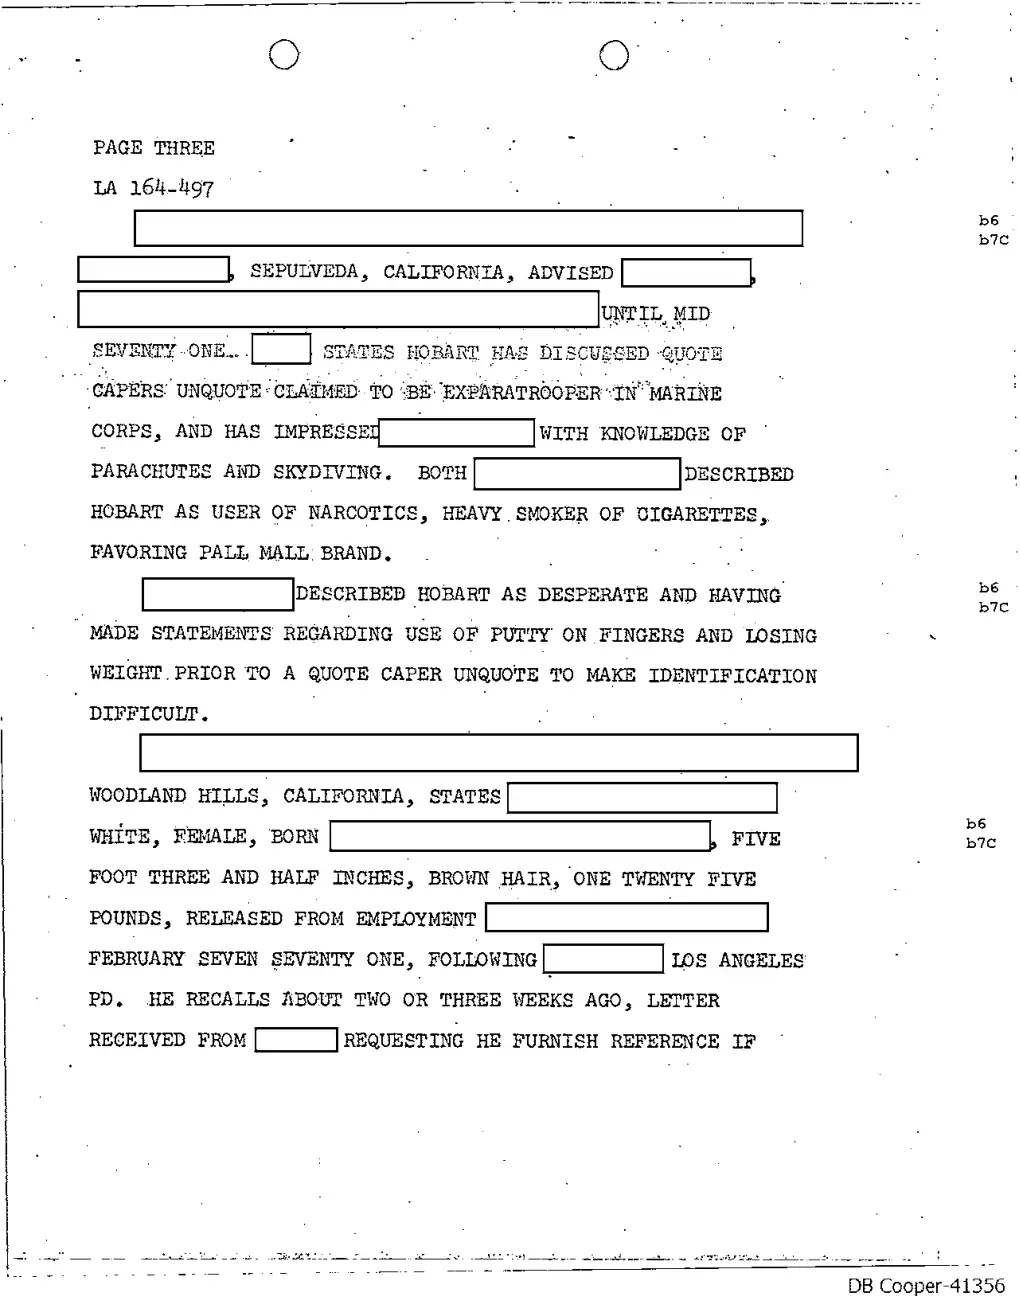 PAGE THREE
LA 164-497
b6
b7C
, SEPULVEDA, CALIFORNIA, ADVISED ,
UNTIL MID
SEVENTY ONE. STATES HOBART HAS DISCUSSED QUOTE
CAPERS UNQUOTE CLAIMED TO BE EXPARATROOPER IN MARINE
CORPS, AND HAS IMPRESSED WITH KNOWLEDGE OF
PARACHUTES AND SKYDIVING. BOTH DESCRIBED
HOBART AS USER OF NARCOTICS, HEAVY SMOKER OF CIGARETTES,
FAVORING PALL MALL BRAND.
DESCRIBED HOBART AS DESPERATE AND HAVING
b6
b7C
MADE STATEMENTS REGARDING USE OF PUTTY ON FINGERS AND LOSING
WEIGHT PRIOR TO A QUOTE CAPER UNQUOTE TO MAKE IDENTIFICATION
DIFFICULT.
WOODLAND HILLS, CALIFORNIA, STATES
WHITE, FEMALE, BORN , FIVE
b6
b7C
FOOT THREE AND HALF INCHES, BROWN HAIR, ONE TWENTY FIVE
POUNDS, RELEASED FROM EMPLOYMENT
FEBRUARY SEVEN SEVENTY ONE, FOLLOWING LOS ANGELES
PD. HE RECALLS ABOUT TWO OR THREE WEEKS AGO, LETTER
RECEIVED FROM REQUESTING HE FURNISH REFERENCE IF
DB Cooper-41356